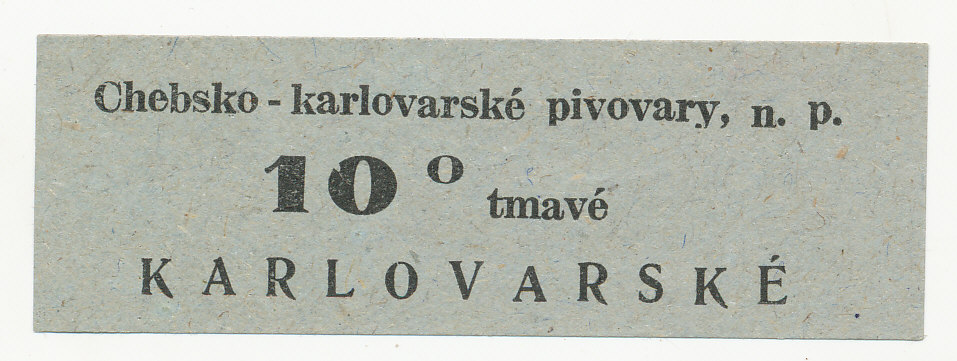 Chebsko - karlovarské pivovary, n. p.
10° tmavé
KARLOVARSKÉ